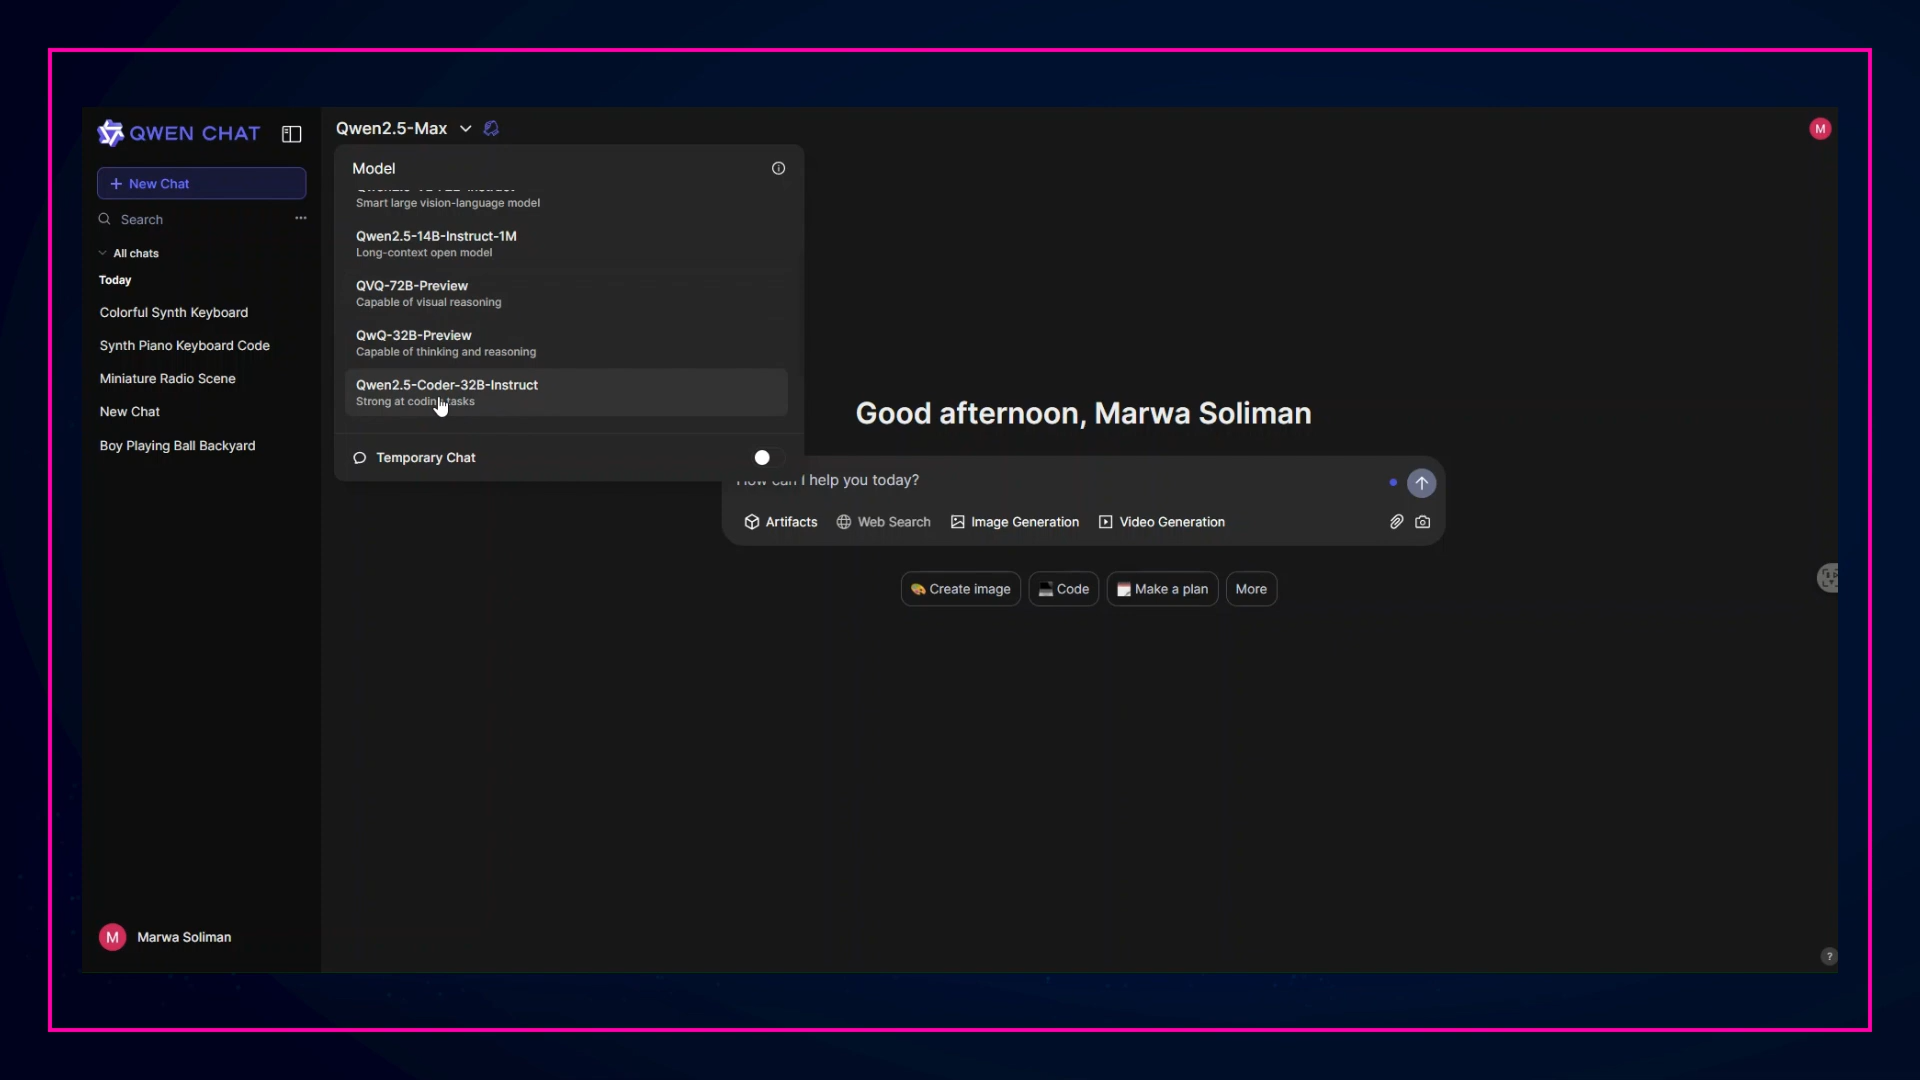 QWEN CHAT
Qwen2.5-Max
M
New Chat
Search
All chats
Today
Colorful Synth Keyboard
Synth Piano Keyboard Code
Miniature Radio Scene
New Chat
Boy Playing Ball Backyard
M Marwa Soliman
Model
Smart large vision-language model
Qwen2.5-14B-Instruct-1M
Long-context open model
QVQ-72B-Preview
Capable of visual reasoning
QwQ-32B-Preview
Capable of thinking and reasoning
Qwen2.5-Coder-32B-Instruct
Strong at coding tasks
Temporary Chat
Good afternoon, Marwa Soliman
How can I help you today?
Artifacts Web Search Image Generation Video Generation
Create image Code Make a plan More
?